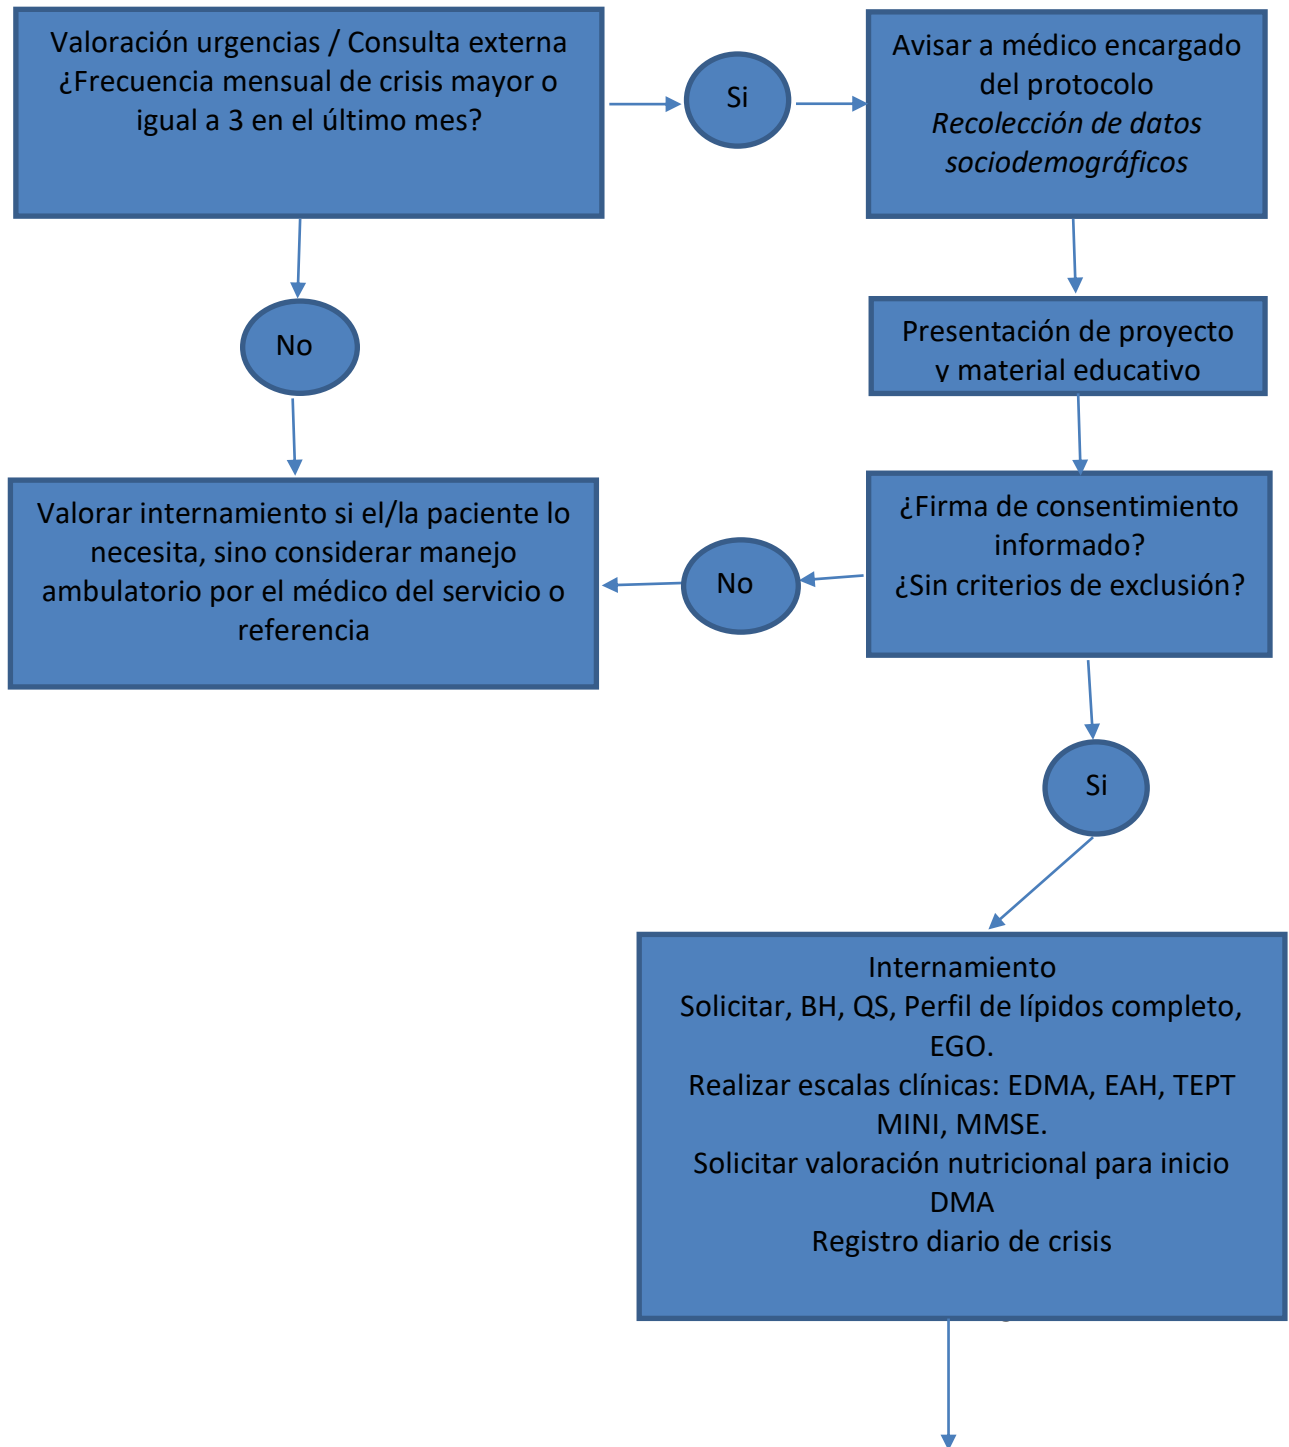 Valoración urgencias / Consulta externa
¿Frecuencia mensual de crisis mayor o
igual a 3 en el último mes?
Si
Avisar a médico encargado
del protocolo
Recolección de datos
sociodemográficos
No
Presentación de proyecto
y material educativo
Valorar internamiento si el/la paciente lo
necesita, sino considerar manejo
ambulatorio por el médico del servicio o
referencia
No
¿Firma de consentimiento
informado?
¿Sin criterios de exclusión?
Si
Internamiento
Solicitar, BH, QS, Perfil de lípidos completo,
EGO.
Realizar escalas clínicas: EDMA, EAH, TEPT
MINI, MMSE.
Solicitar valoración nutricional para inicio
DMA
Registro diario de crisis